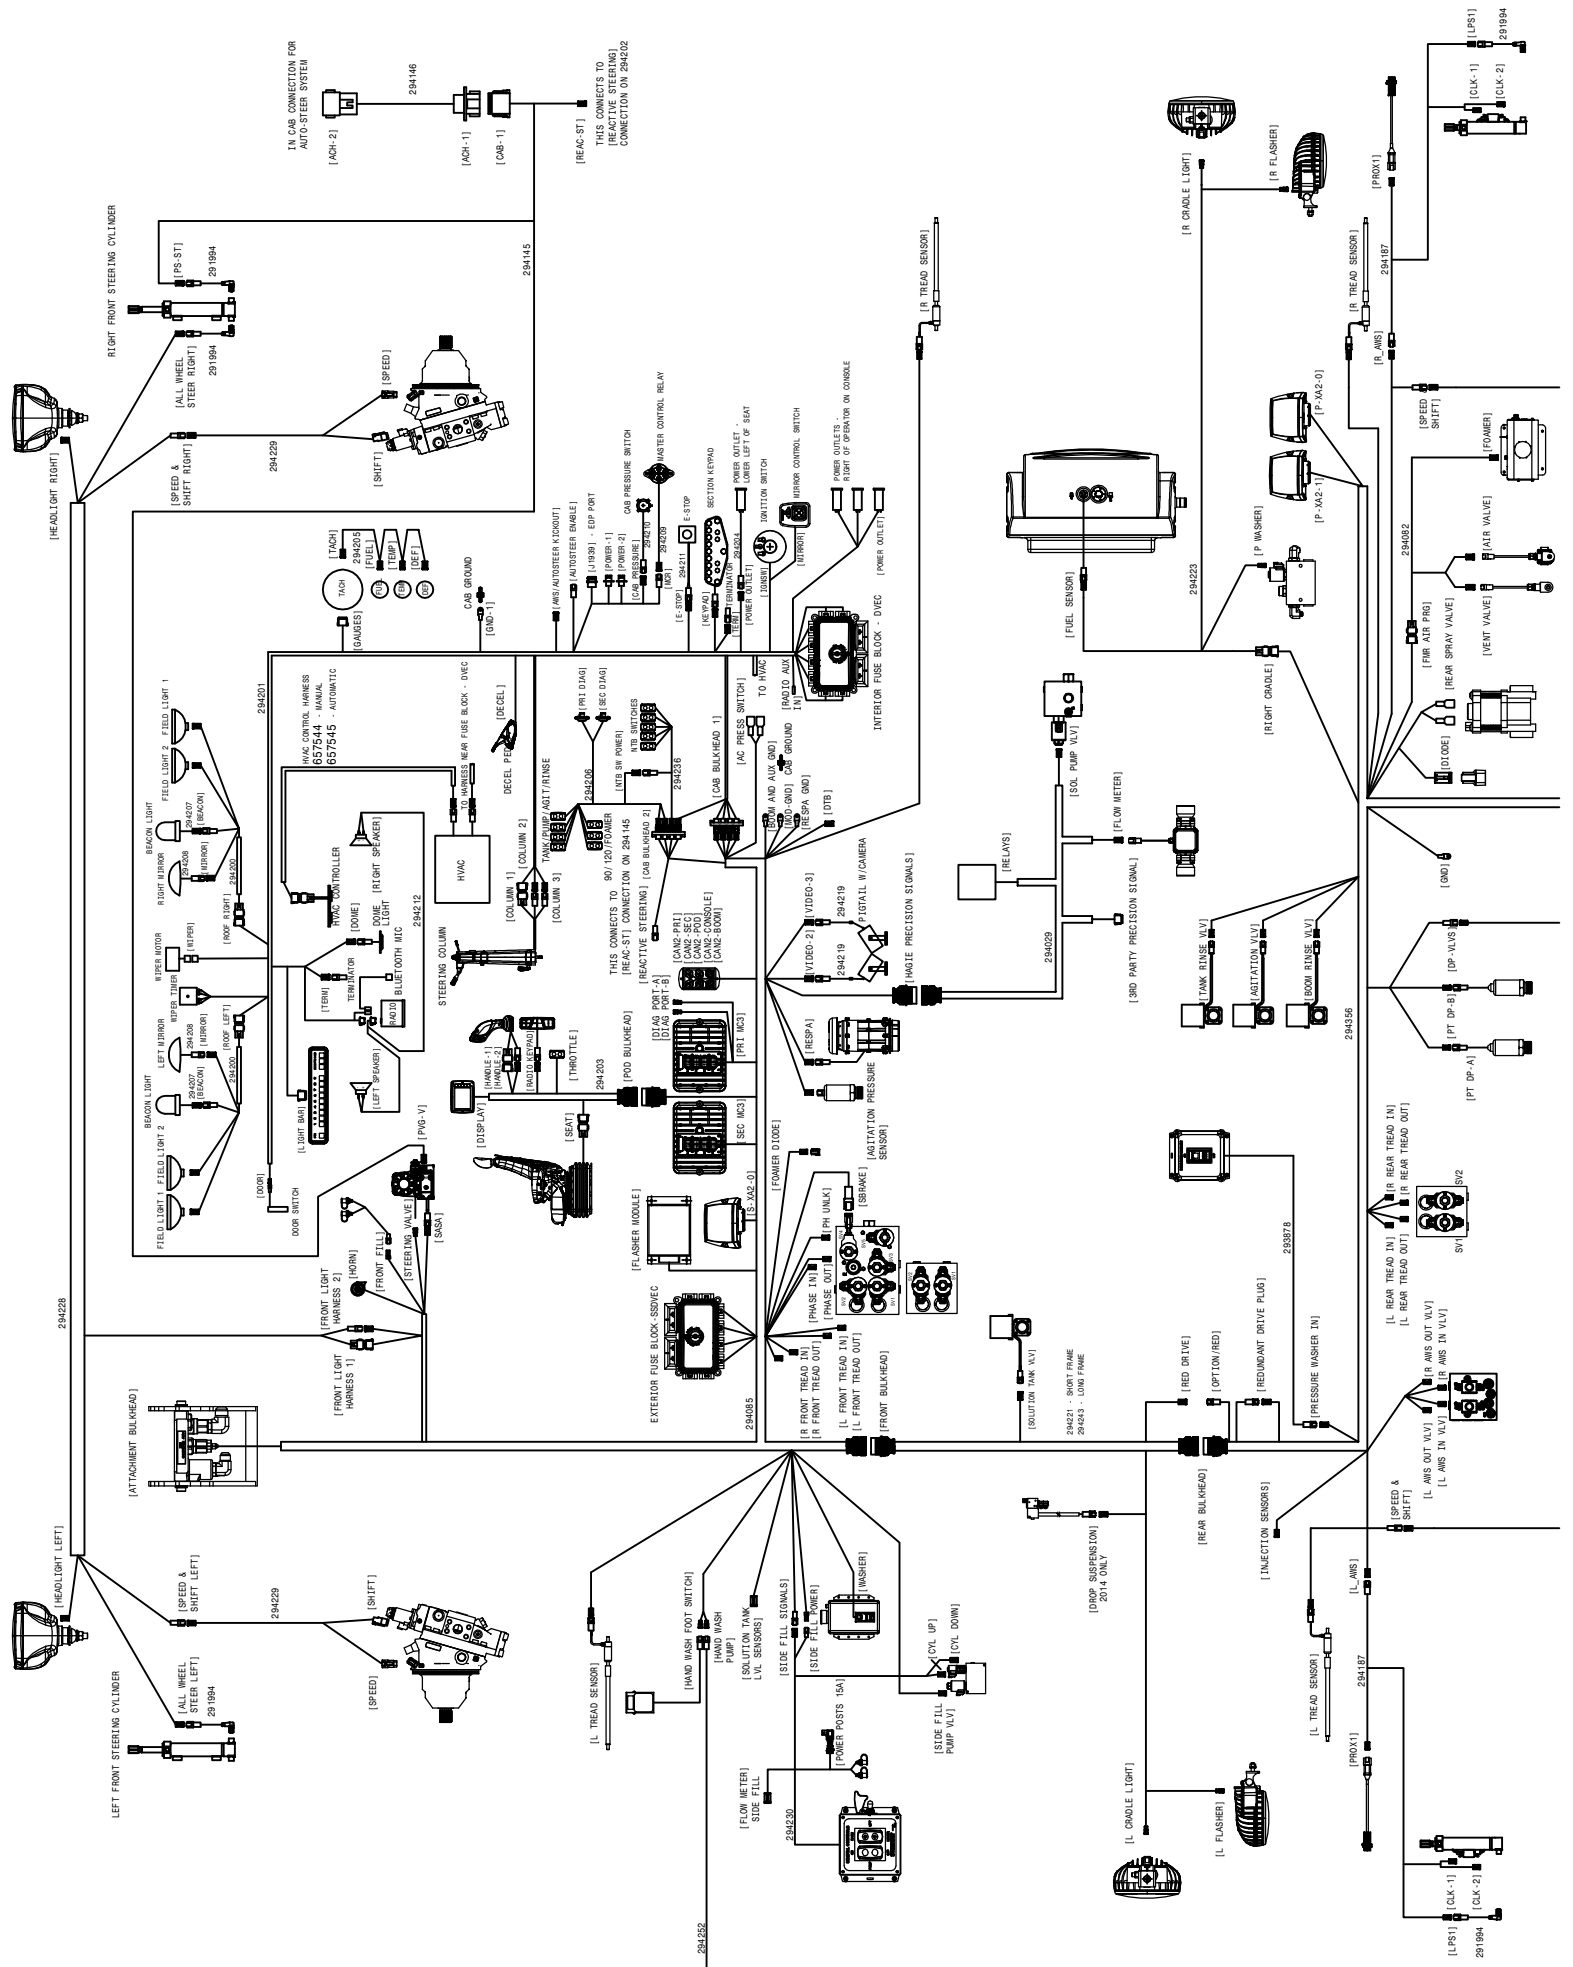 IN CAB CONNECTION FOR
AUTO-STEER SYSTEM
[ACH-2]
294146
[ACH-1]
[CAB-1]
[REAC-ST]
THIS CONNECTS TO
[REACTIVE STEERING]
CONNECTION ON 294202
RIGHT FRONT STEERING CYLINDER
[PS-ST]
291994
[ALL WHEEL
STEER RIGHT]
291994
294145
[HEADLIGHT RIGHT]
[SPEED &
SHIFT RIGHT]
294229
[SHIFT]
[SPEED]
294228
[HEADLIGHT LEFT]
LEFT FRONT STEERING CYLINDER
[ALL WHEEL
STEER LEFT]
291994
[SPEED &
SHIFT LEFT]
294229
[SHIFT]
[SPEED]
[ATTACHMENT BULKHEAD]
[FRONT LIGHT
HARNESS 2]
[FRONT LIGHT
HARNESS 1]
[HORN]
[FRONT FILL]
[STEERING VALVE]
[SASA]
[PVG-V]
FIELD LIGHT 1
FIELD LIGHT 2
BEACON LIGHT
294207
[BEACON]
RIGHT MIRROR
294208
[MIRROR]
294200
[ROOF RIGHT]
WIPER MOTOR
[WIPER]
WIPER TIMER
[ROOF LEFT]
LEFT MIRROR
294208
[MIRROR]
294200
BEACON LIGHT
294207
[BEACON]
FIELD LIGHT 2
FIELD LIGHT 1
[DOOR]
DOOR SWITCH
294201
HVAC CONTROL HARNESS
657544 - MANUAL
657545 - AUTOMATIC
HVAC CONTROLLER
[DOME]
DOME
LIGHT
[RIGHT SPEAKER]
294212
[TERM]
TERMINATOR
BLUETOOTH MIC
RADIO
[LEFT SPEAKER]
[LIGHT BAR]
TO HARNESS NEAR FUSE BLOCK - DVEC
HVAC
[TACH]
294205
[FUEL]
[TEMP]
[DEF]
TACH
FUEL
TEM
DEF
[GAUGES]
CAB GROUND
[GND-1]
[DECEL]
[COLUMN 2]
[COLUMN 1]
[COLUMN 3]
STEERING COLUMN
TANK/PUMP/AGIT/RINSE
90/120/FOAMER
THIS CONNECTS TO
[REAC-ST] CONNECTION ON 294145
[REACTIVE STEERING]
[CAB BULKHEAD 2]
[PRI DIAG]
[SEC DIAG]
294206
NTB SWITCHES
[NTB SW POWER]
294236
[CAB BULKHEAD 1]
[AC PRESS SWITCH]
TO HVAC
[RADIO AUX
IN]
INTERIOR FUSE BLOCK - DVEC
[AWS/AUTOSTEER KICKOUT]
[AUTOSTEER ENABLE]
[J1939] - EDP PORT
[POWER-1]
[POWER-2]
[CAB PRESSURE]
CAB PRESSURE SWITCH
294210
294209
[MCR]
MASTER CONTROL RELAY
[E-STOP]
294211
E-STOP
[KEYPAD]
SECTION KEYPAD
[TERM]
TERMINATOR
294204
[POWER OUTLET]
POWER OUTLET -
LOWER LEFT OF SEAT
[IGNSW]
IGNITION SWITCH
[MIRROR]
MIRROR CONTROL SWITCH
POWER OUTLETS -
RIGHT OF OPERATOR ON CONSOLE
[POWER OUTLET]
[R TREAD SENSOR]
[BOOM AND AUX GND]
[MOD-GND]
CAB GROUND
[RESPA GND]
[DTB]
[CAN2-PRI]
[CAN2-SEC]
[CAN2-POD]
[CAN2-CONSOLE]
[CAN2-BOOM]
[DIAG PORT-A]
[DIAG PORT-B]
[PRI MC3]
[SEC MC3]
[POD BULKHEAD]
294203
[THROTTLE]
[RADIO KEYPAD]
[HANDLE-1]
[HANDLE-2]
[DISPLAY]
[SEAT]
[FLASHER MODULE]
[S-XA2-0]
EXTERIOR FUSE BLOCK-SSDVEC
294085
[VIDEO-3]
[VIDEO-2]
294219
294219
PIGTAIL W/CAMERA
[HAGIE PRECISION SIGNALS]
[RESPA]
[AGITATION PRESSURE
SENSOR]
[FOAMER DIODE]
[SBRAKE]
[PH UNLK]
[PHASE IN]
[PHASE OUT]
[R FRONT TREAD IN]
[R FRONT TREAD OUT]
[L FRONT TREAD IN]
[L FRONT TREAD OUT]
[FRONT BULKHEAD]
[RELAYS]
294029
[3RD PARTY PRECISION SIGNAL]
[FLOW METER]
[SOL PUMP VLV]
[FUEL SENSOR]
294223
[P WASHER]
[RIGHT CRADLE]
[R CRADLE LIGHT]
[R FLASHER]
[TANK RINSE VLV]
[AGITATION VLV]
[BOOM RINSE VLV]
294356
[P-XA2-0]
[P-XA2-1]
[R TREAD SENSOR]
294187
[R_AWS]
[PROX1]
[LPS1]
291994
[CLK-1]
[CLK-2]
[SPEED
SHIFT]
[FOAMER]
294082
[AIR VALVE]
[VENT VALVE]
[FMR AIR PRG]
[REAR SPRAY VALVE]
[DIODE]
[GND]
[DP-VLVS]
[PT DP-B]
[PT DP-A]
[R REAR TREAD IN]
[R REAR TREAD OUT]
SV2
SV1
[L REAR TREAD IN]
[L REAR TREAD OUT]
[R AWS OUT VLV]
[R AWS IN VLV]
[L AWS OUT VLV]
[L AWS IN VLV]
[SOLUTION TANK VLV]
294221 - SHORT FRAME
294243 - LONG FRAME
[RED DRIVE]
[OPTION/RED]
[REDUNDANT DRIVE PLUG]
293878
[PRESSURE WASHER IN]
[REAR BULKHEAD]
[INJECTION SENSORS]
[DROP SUSPENSION]
2014 ONLY
[SPEED &
SHIFT]
[L TREAD SENSOR]
[HAND WASH FOOT SWITCH]
[HAND WASH
PUMP]
[SOLUTION TANK
LVL SENSORS]
[SIDE FILL SIGNALS]
[SIDE FILL POWER]
[WASHER]
[CYL UP]
[CYL DOWN]
[SIDE FILL
PUMP VLV]
[POWER POSTS 15A]
[FLOW METER]
SIDE FILL
294230
294252
[L CRADLE LIGHT]
[L FLASHER]
[L TREAD SENSOR]
[L_AWS]
294187
[PROX1]
[LPS1]
291994
[CLK-1]
[CLK-2]